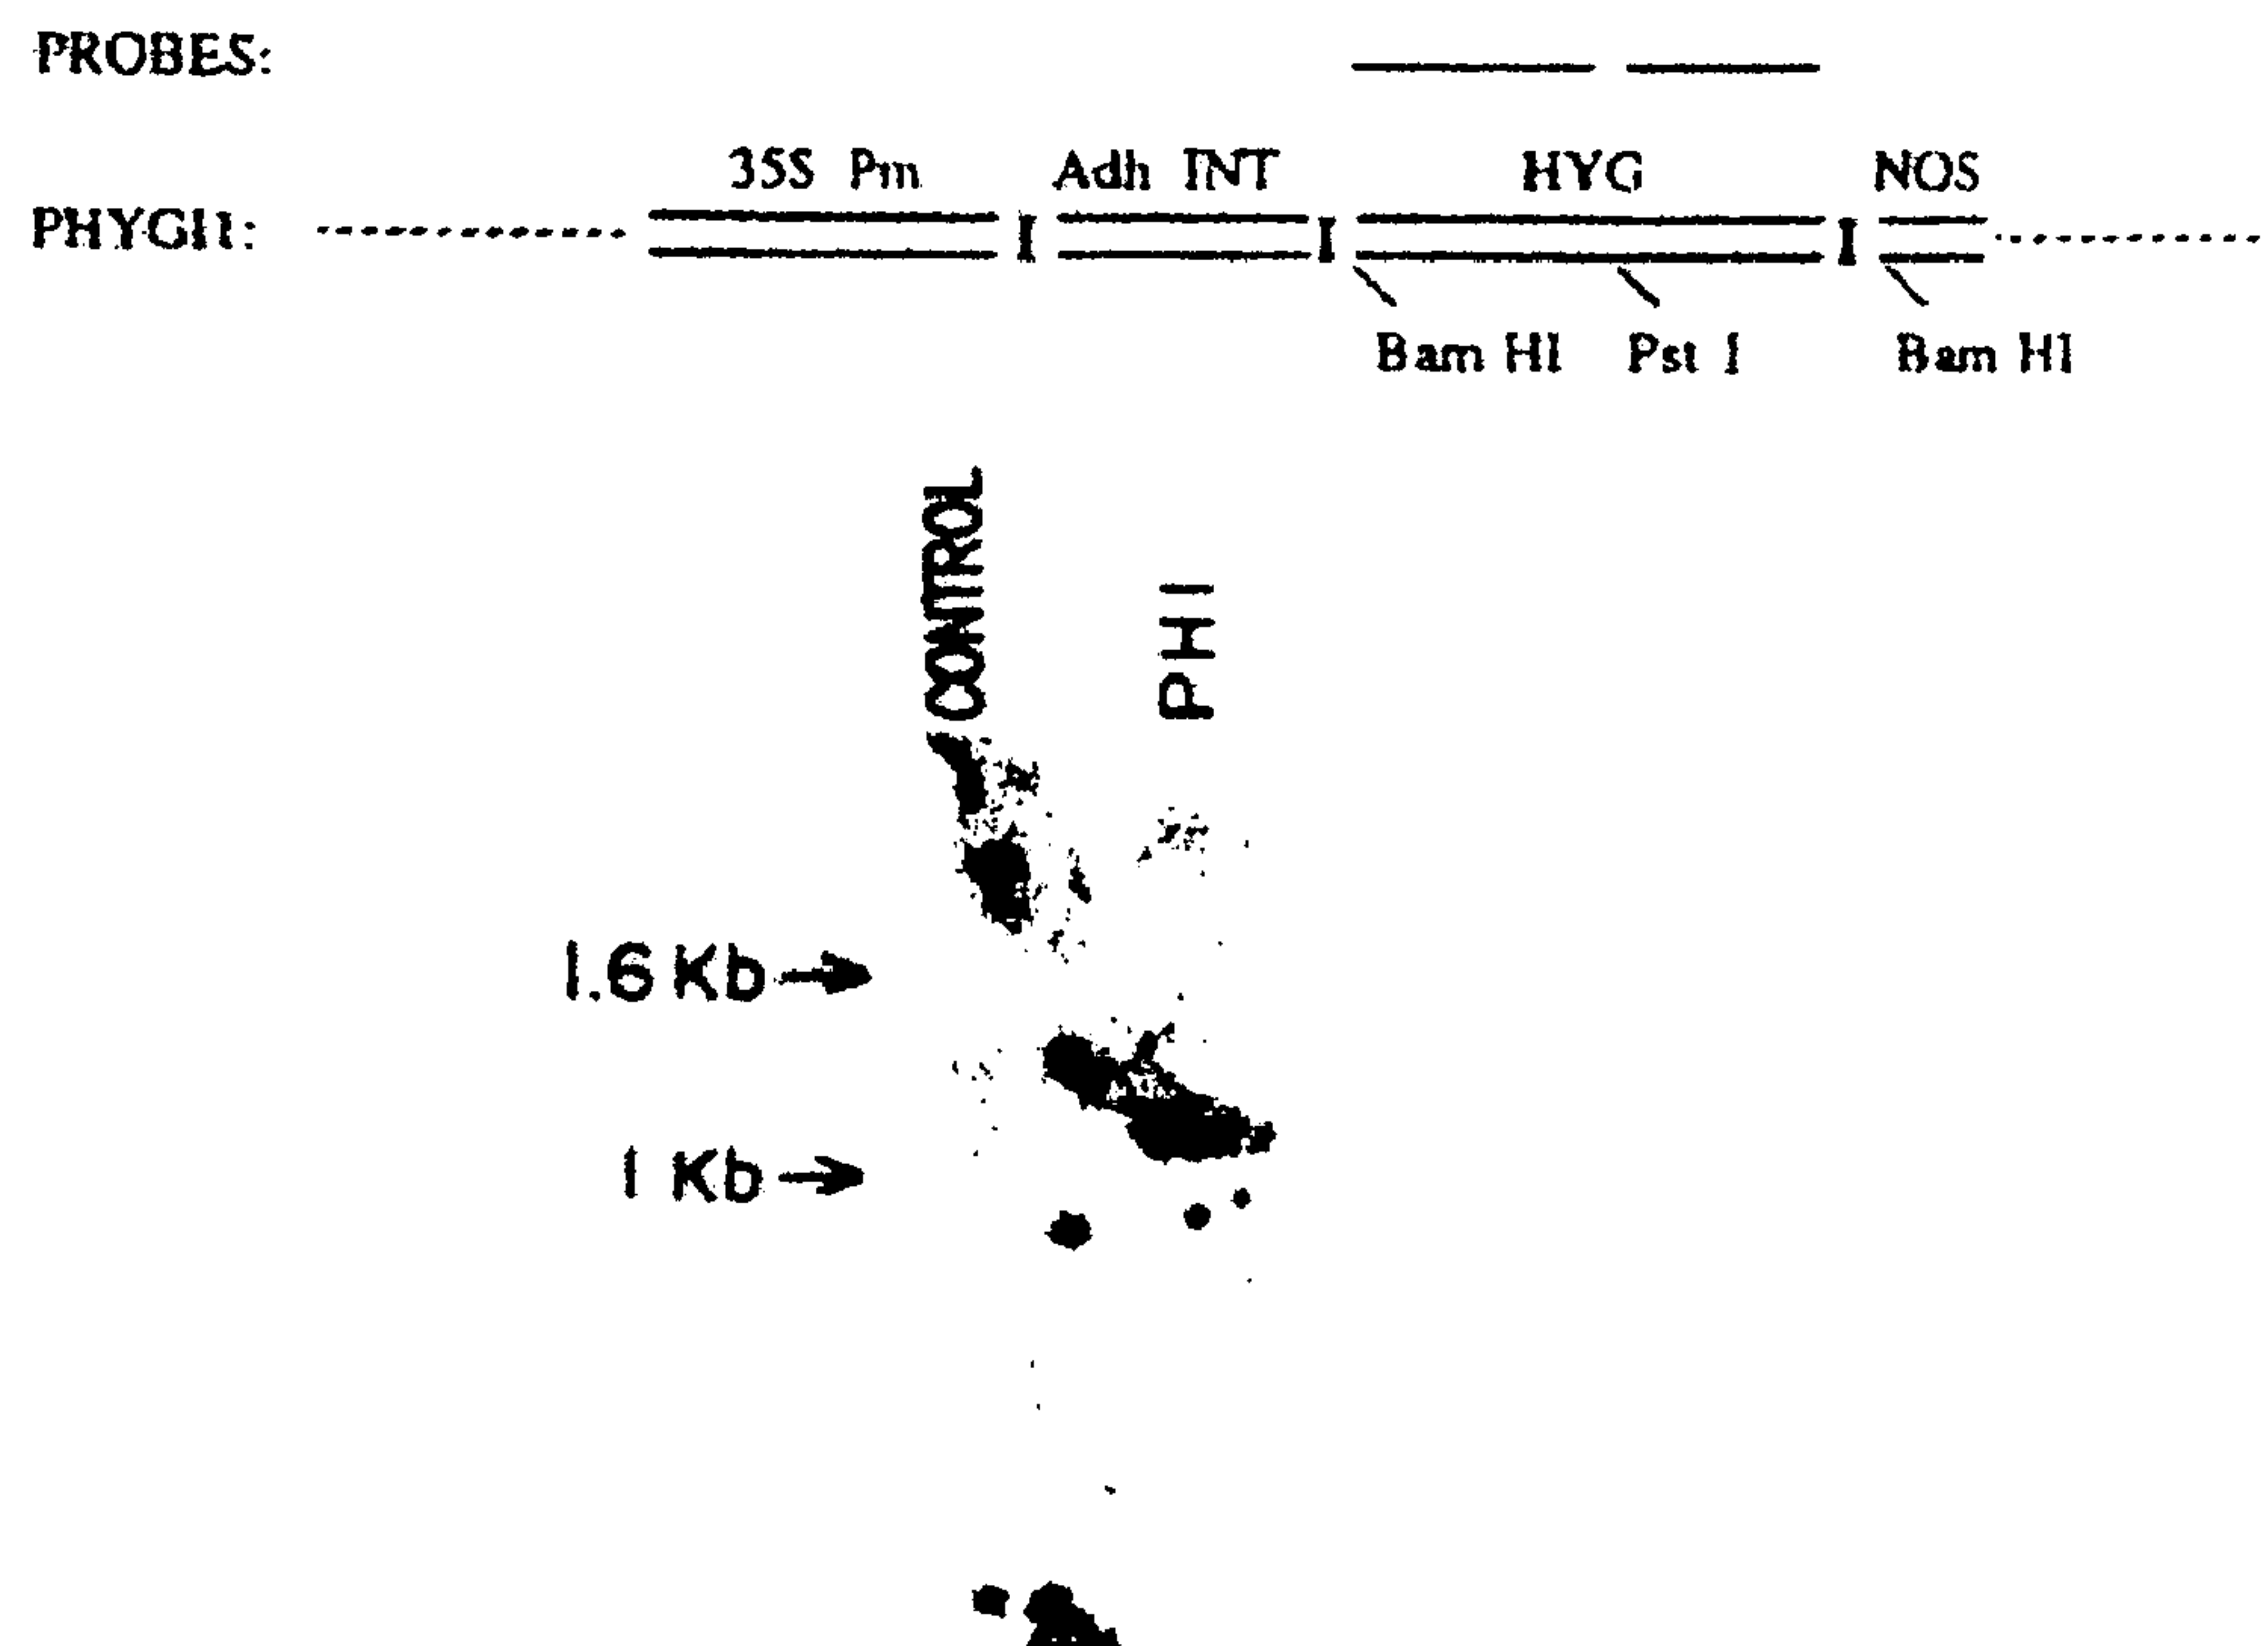 PROBES:
35S Pm Adh INT HYG NOS
PHYGI1:
Bam HI Pst I Bam HI
CONTROL
PHI
1.6 Kb
1 Kb